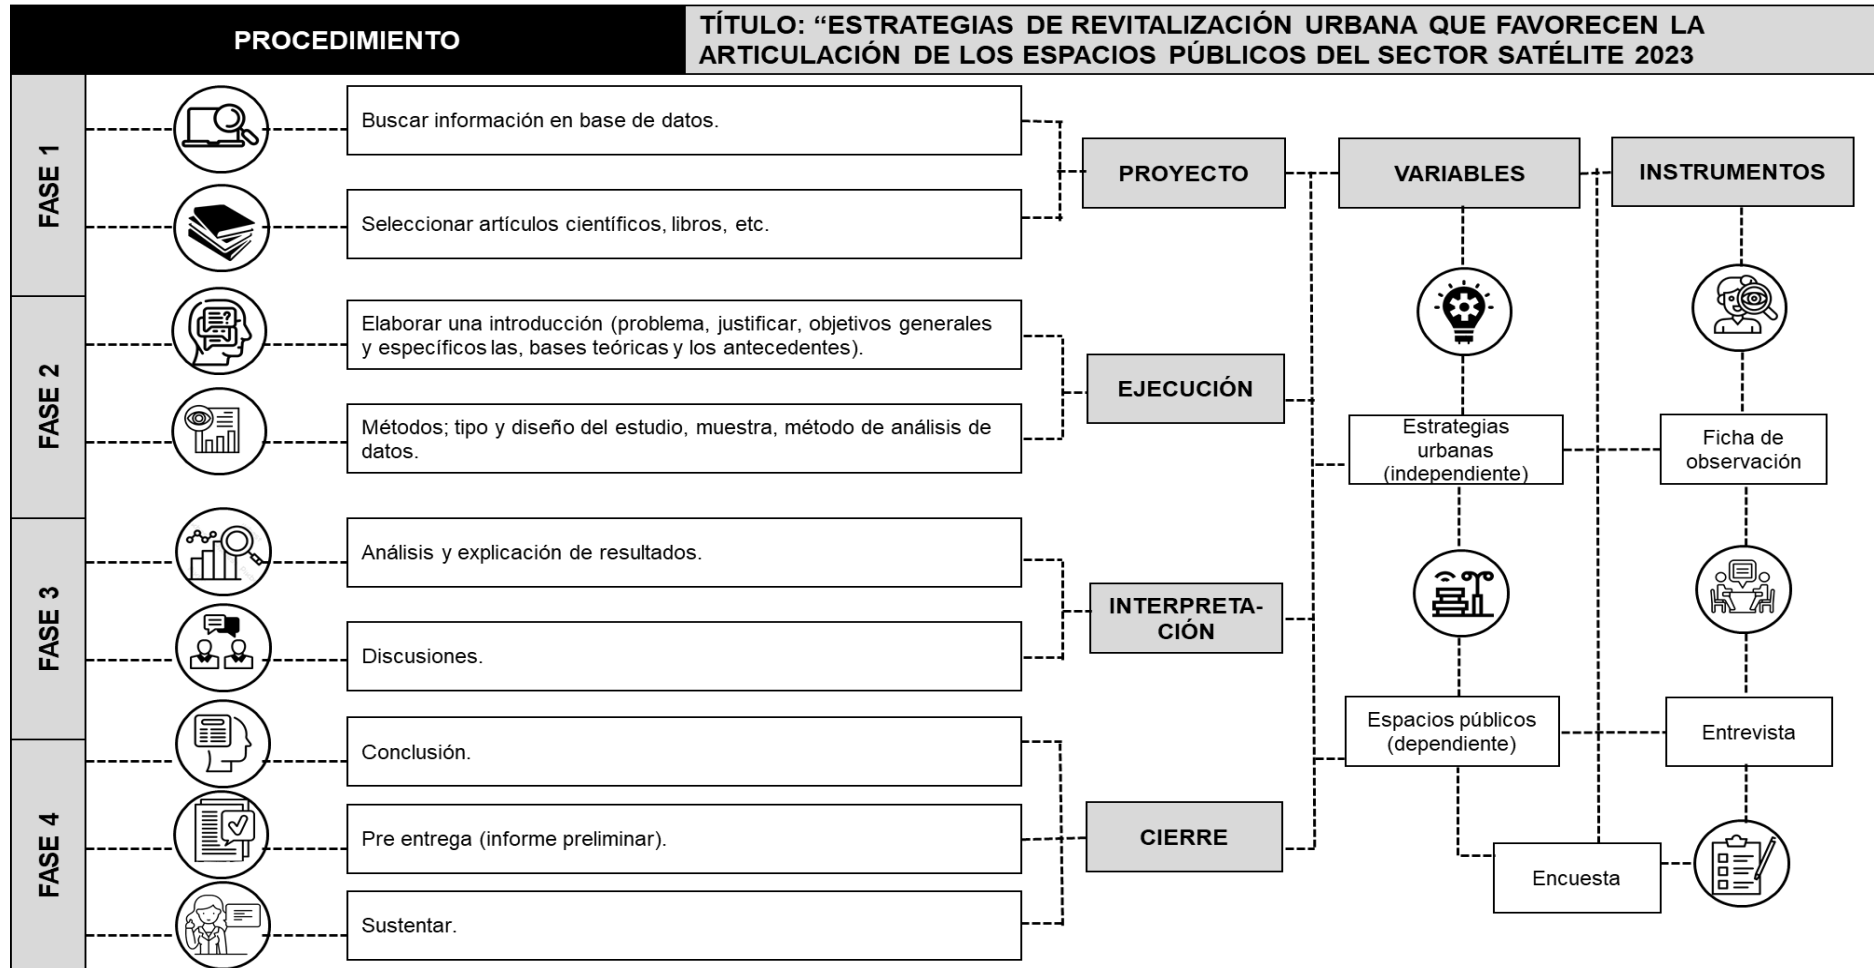 PROCEDIMIENTO
TÍTULO: “ESTRATEGIAS DE REVITALIZACIÓN URBANA QUE FAVORECEN LA
ARTICULACIÓN DE LOS ESPACIOS PÚBLICOS DEL SECTOR SATÉLITE 2023
FASE 1
Buscar información en base de datos.
Seleccionar artículos científicos, libros, etc.
PROYECTO
VARIABLES
INSTRUMENTOS
FASE 2
Elaborar una introducción (problema, justificar, objetivos generales
y específicos las, bases teóricas y los antecedentes).
Métodos; tipo y diseño del estudio, muestra, método de análisis de
datos.
EJECUCIÓN
Estrategias
urbanas
(independiente)
Ficha de
observación
FASE 3
Análisis y explicación de resultados.
Discusiones.
INTERPRETA-
CIÓN
Espacios públicos
(dependiente)
Entrevista
FASE 4
Conclusión.
Pre entrega (informe preliminar).
Sustentar.
CIERRE
Encuesta